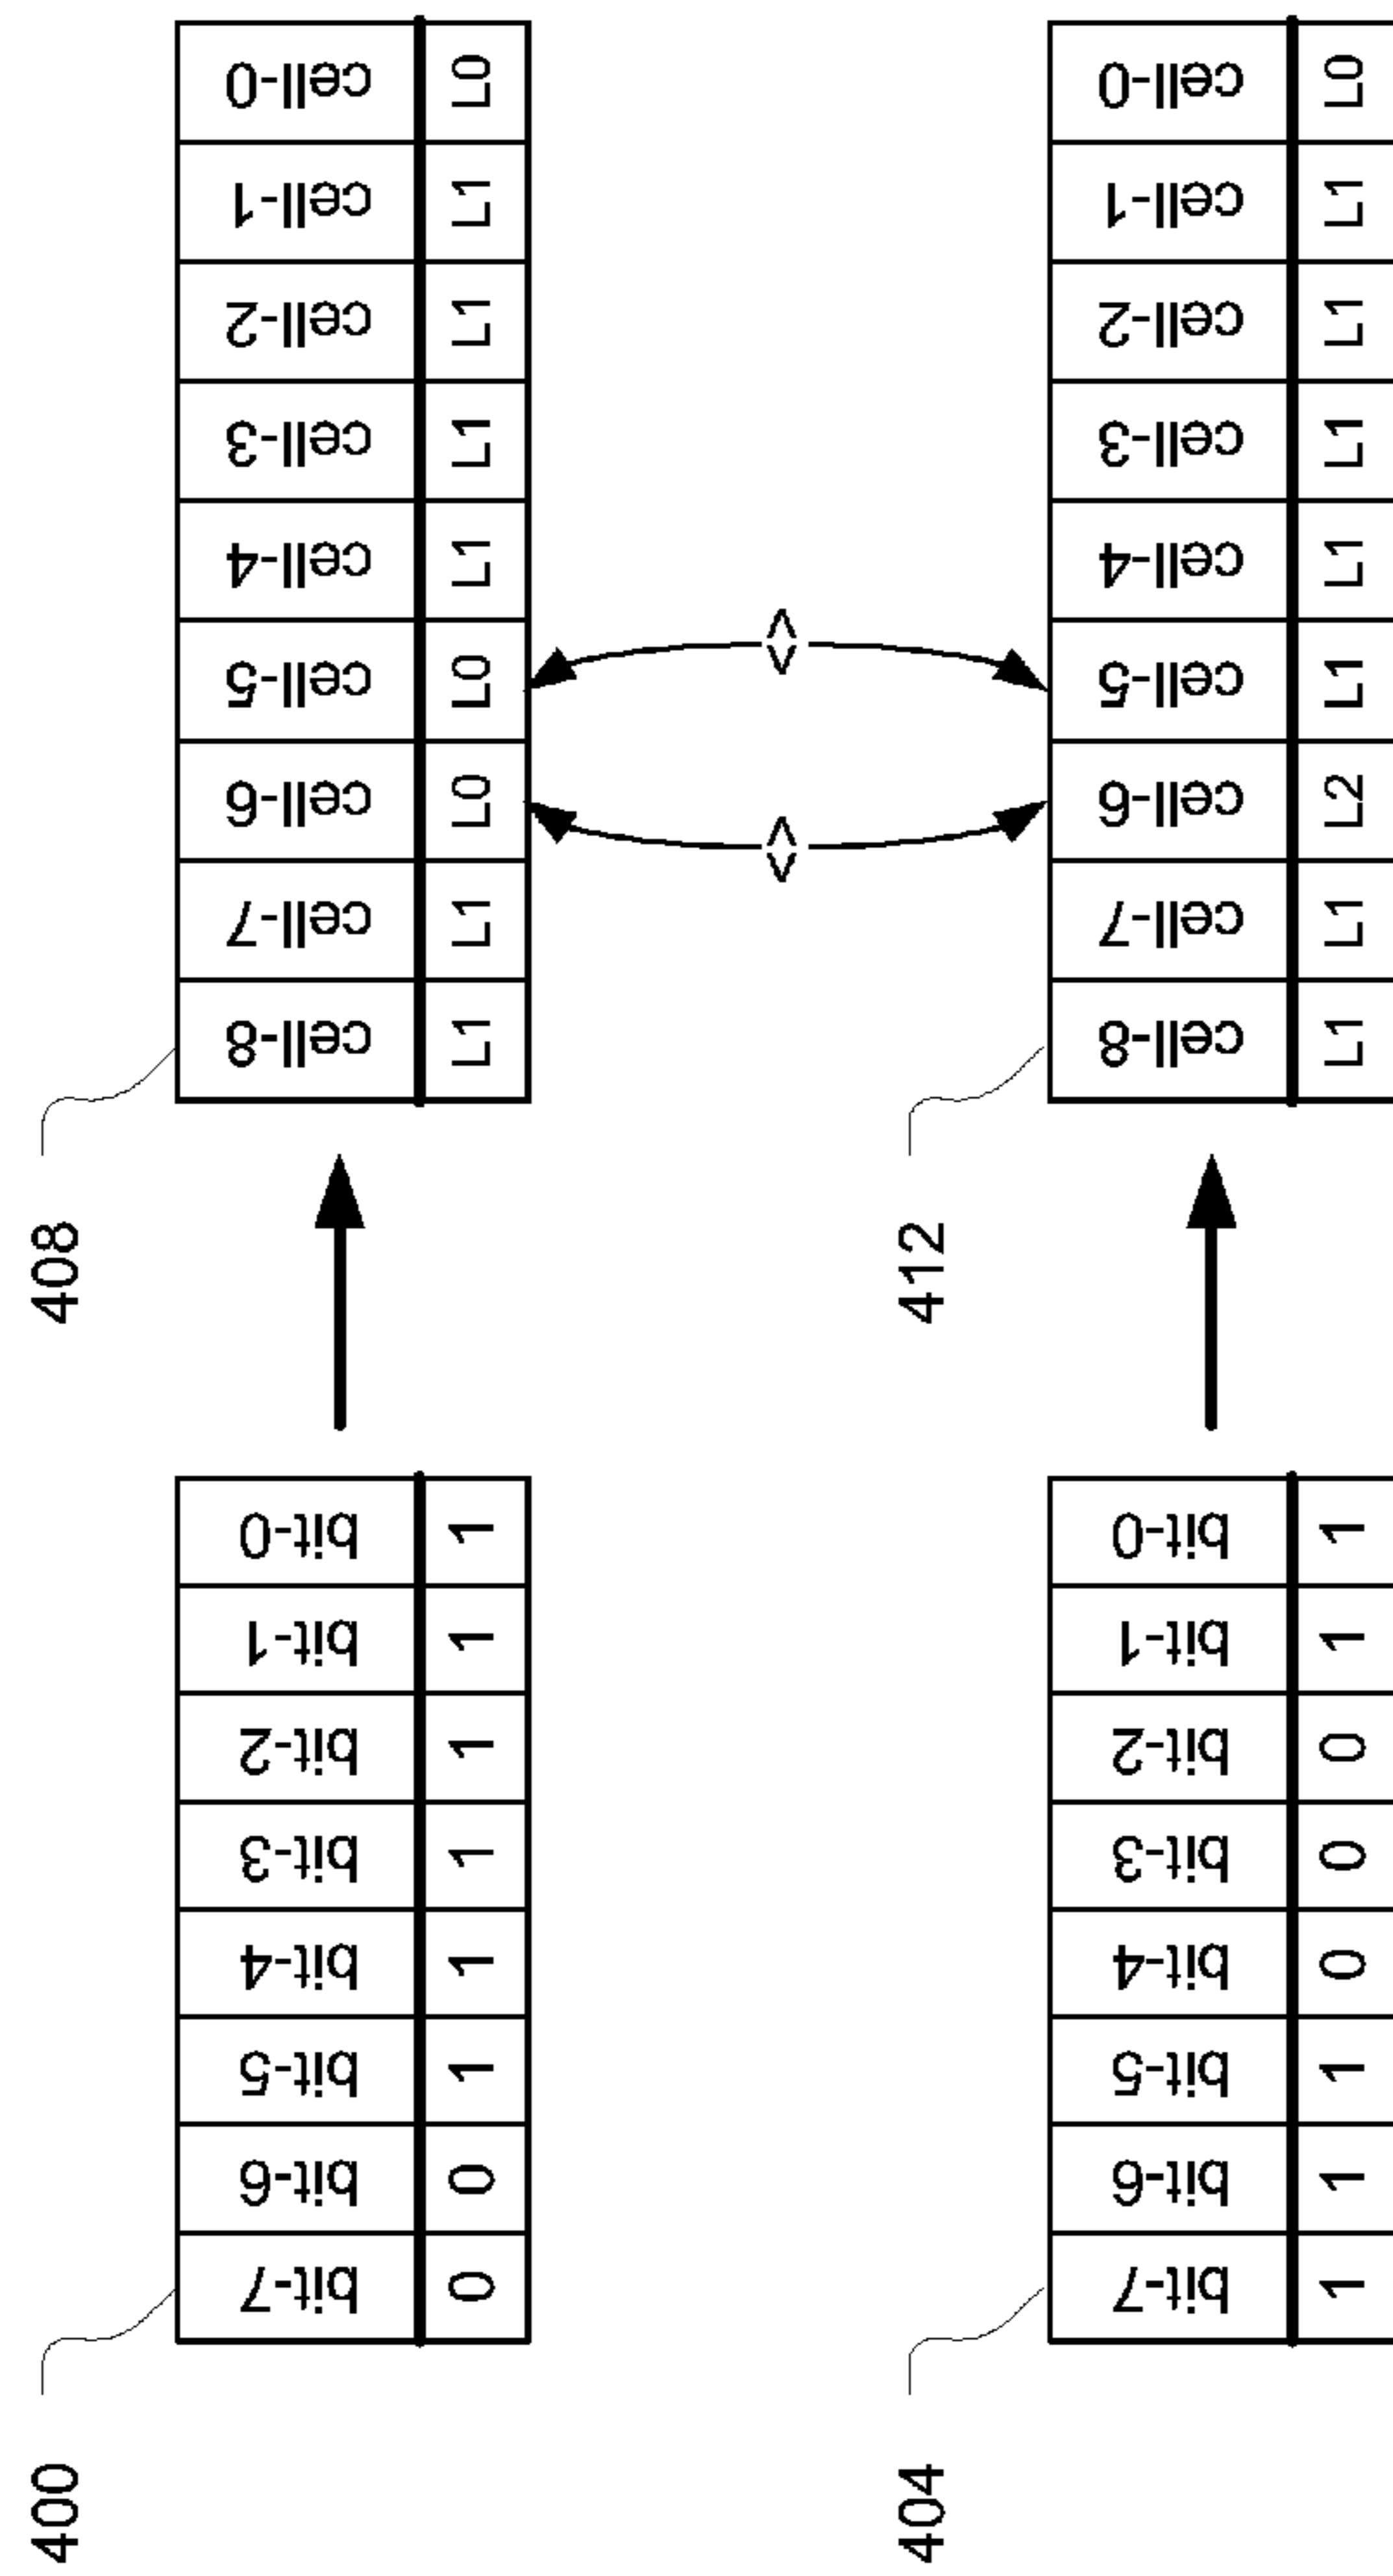 400
bit-7 bit-6 bit-5 bit-4 bit-3 bit-2 bit-1 bit-0
0 0 1 1 1 1 1 1
408
cell-8 cell-7 cell-6 cell-5 cell-4 cell-3 cell-2 cell-1 cell-0
L1 L1 L0 L0 L1 L1 L1 L1 L0
<>
<>
404
bit-7 bit-6 bit-5 bit-4 bit-3 bit-2 bit-1 bit-0
1 1 1 0 0 0 1 1
412
cell-8 cell-7 cell-6 cell-5 cell-4 cell-3 cell-2 cell-1 cell-0
L1 L1 L2 L1 L1 L1 L1 L1 L0